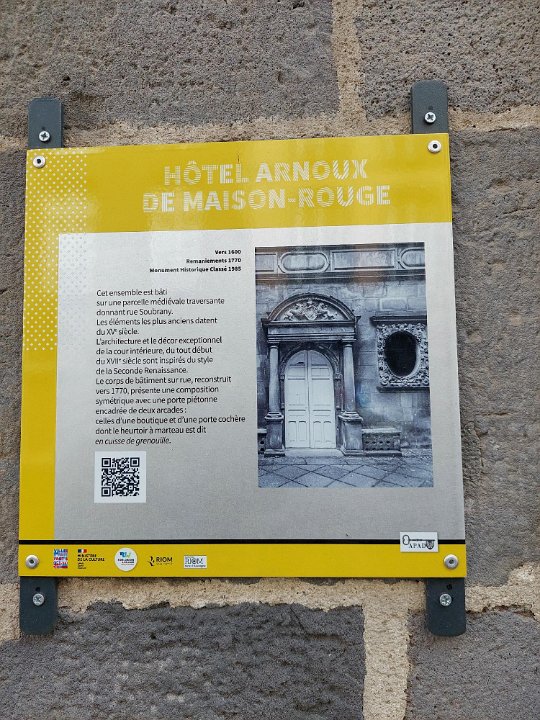 HÔTEL ARNOUX
DE MAISON-ROUGE
Vers 1600
Remaniements 1770
Monument Historique Classé 1985
Cet ensemble est bâti
sur une parcelle médiévale traversante
donnant rue Soubrany.
Les éléments les plus anciens datent
du XVᵉ siècle.
L'architecture et le décor exceptionnel
de la cour intérieure, du tout début
du XVIIᵉ siècle sont inspirés du style
de la Seconde Renaissance.
Le corps de bâtiment sur rue, reconstruit
vers 1770, présente une composition
symétrique avec une porte piétonne
encadrée de deux arcades :
celles d'une boutique et d'une porte cochère
dont le heurtoir à marteau est dit
en cuisse de grenouille.
MINISTÈRE
DE LA CULTURE
RIOM
RIOM